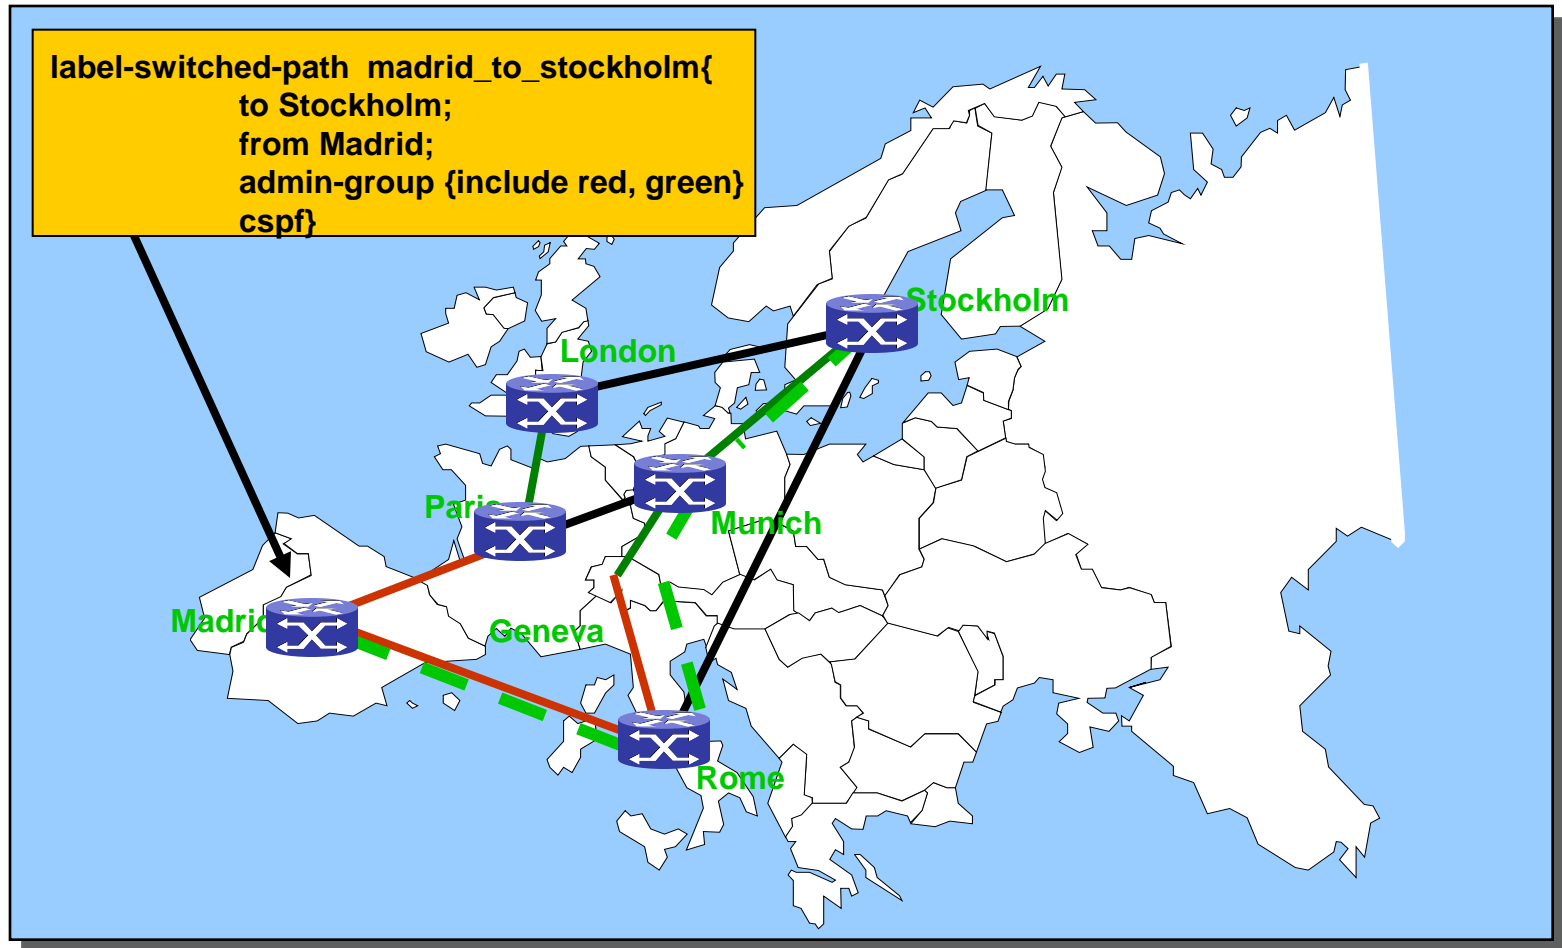 label-switched-path madrid_to_stockholm{
to Stockholm;
from Madrid;
admin-group {include red, green}
cspf}
Stockholm
London
Paris
Munich
Madrid
Geneva
Rome